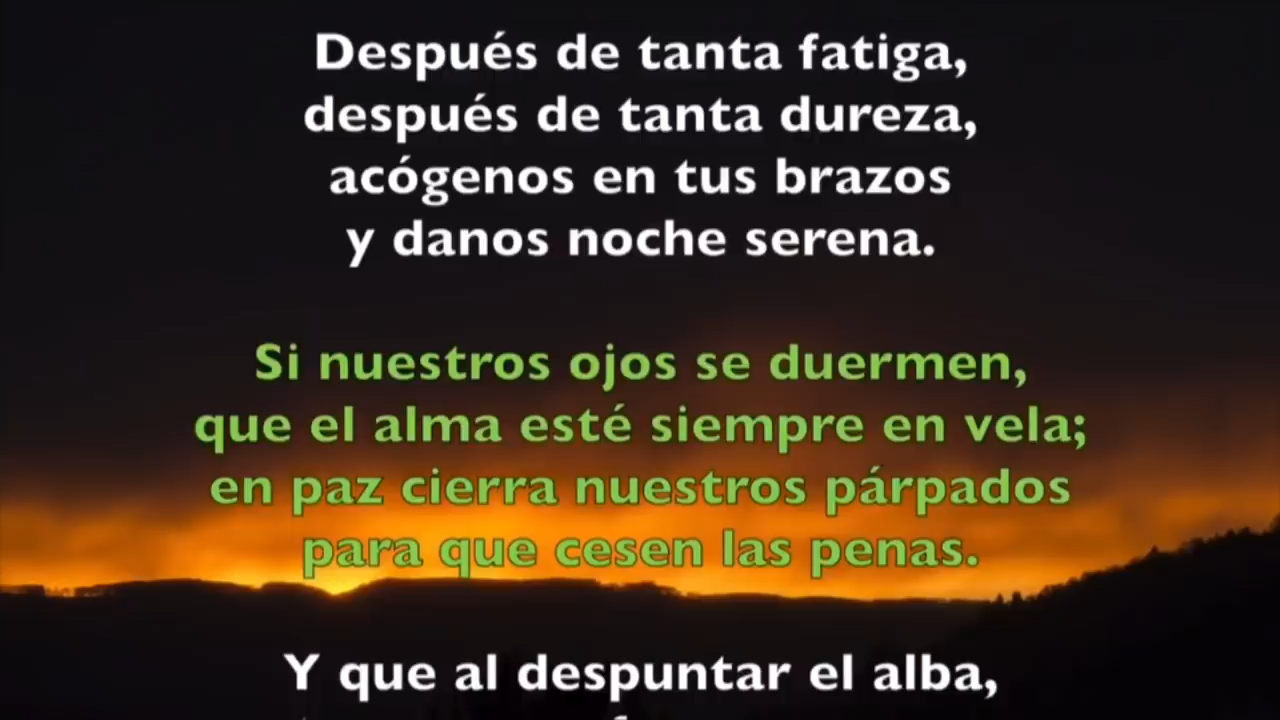 Después de tanta fatiga,
después de tanta dureza,
acógenos en tus brazos
y danos noche serena.
Si nuestros ojos se duermen,
que el alma esté siempre en vela;
en paz cierra nuestros párpados
para que cesen las penas.
Y que al despuntar el alba,